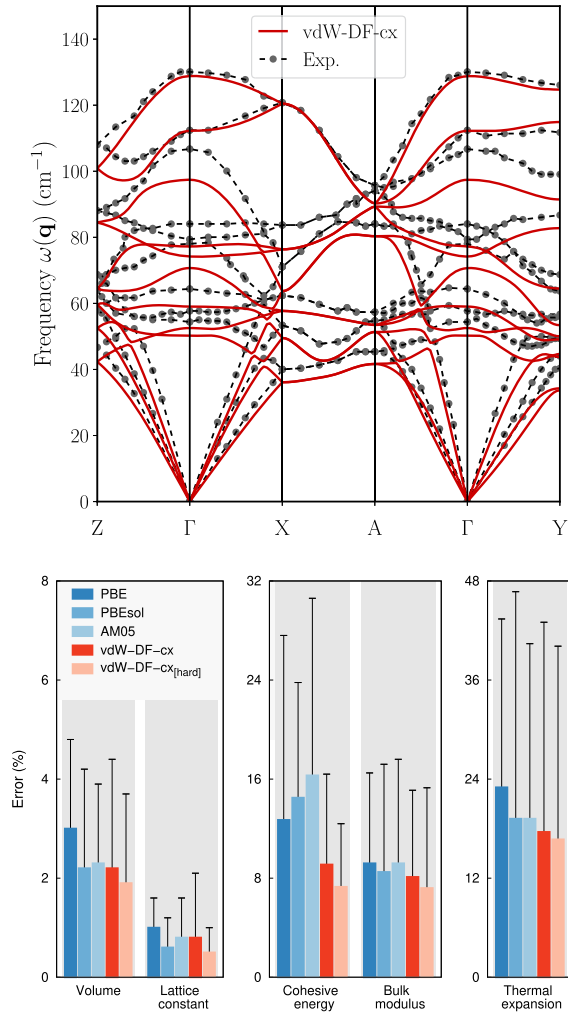 vdW-DF-cx
Exp.
Frequency ω(q) (cm⁻¹)
140
120
100
80
60
40
20
0
Z Γ X A Γ Y
8
6
4
2
0
Error (%)
PBE
PBEsol
AM05
vdW−DF−cx
vdW−DF−cx[hard]
Volume
Lattice
constant
32
24
16
8
0
Cohesive
energy
Bulk
modulus
48
36
24
12
0
Thermal
expansion